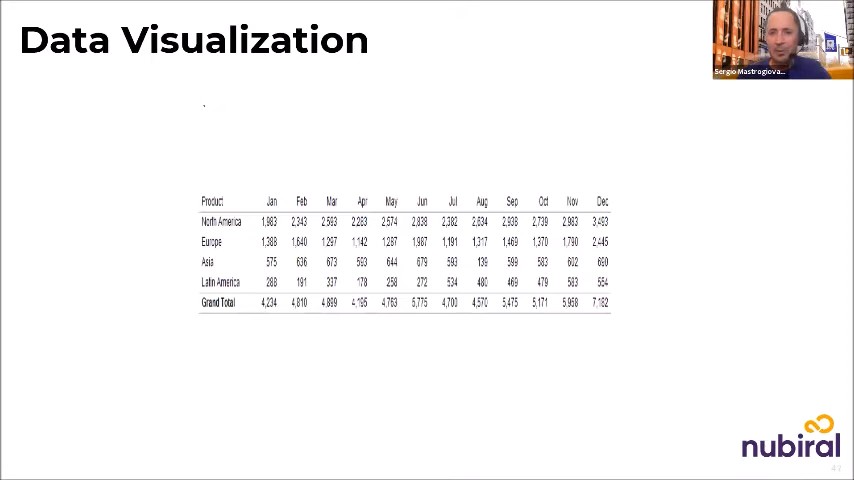 Data Visualization
Sergio Mastrogiova...
Product Jan Feb Mar Apr May Jun Jul Aug Sep Oct Nov Dec
North America 1,983 2,343 2,593 2,283 2,574 2,838 2,382 2,634 2,938 2,739 2,983 3,493
Europe 1,388 1,640 1,297 1,142 1,287 1,987 1,191 1,317 1,469 1,370 1,790 2,445
Asia 575 636 673 593 644 679 593 139 599 583 602 690
Latin America 288 191 337 178 258 272 534 480 469 479 583 554
Grand Total 4,234 4,810 4,899 4,195 4,763 5,775 4,700 4,570 5,475 5,171 5,958 7,182
nubiral
47